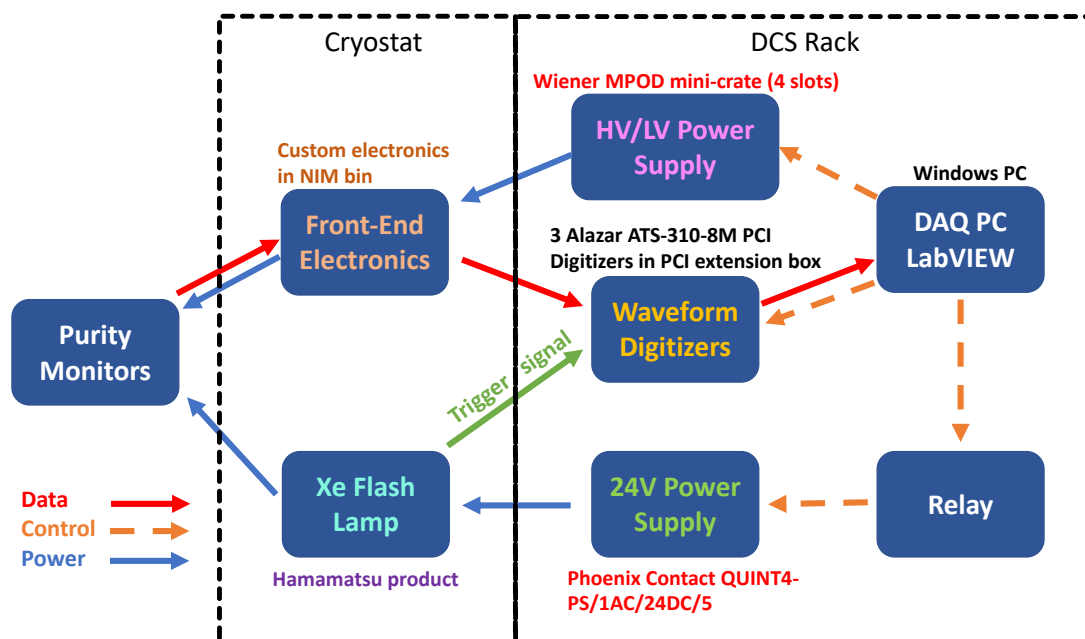 Cryostat
DCS Rack
Wiener MPOD mini-crate (4 slots)
HV/LV Power
Supply
Custom electronics
in NIM bin
Front-End
Electronics
Windows PC
DAQ PC
LabVIEW
3 Alazar ATS-310-8M PCI
Digitizers in PCI extension box
Waveform
Digitizers
Purity
Monitors
Trigger signal
Xe Flash
Lamp
Hamamatsu product
24V Power
Supply
Phoenix Contact QUINT4-
PS/1AC/24DC/5
Relay
Data
Control
Power